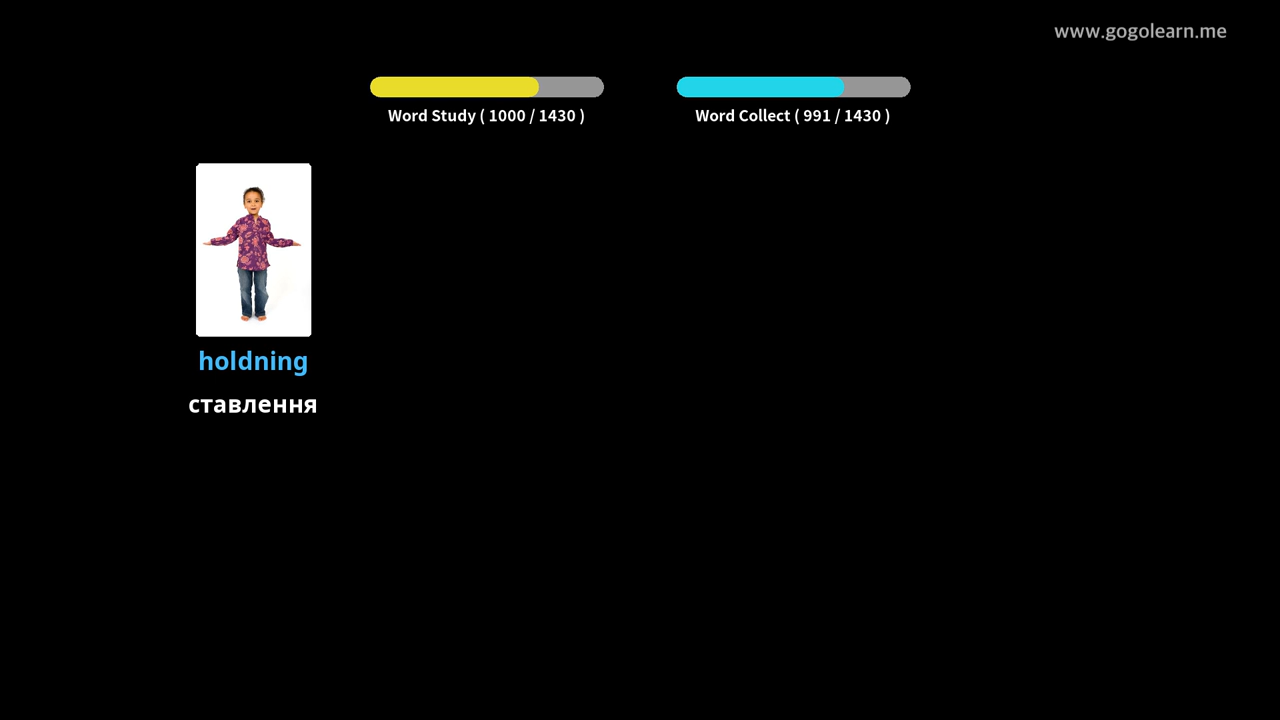 www.gogolearn.me
Word Study ( 1000 / 1430 )
Word Collect ( 991 / 1430 )
holdning
ставлення